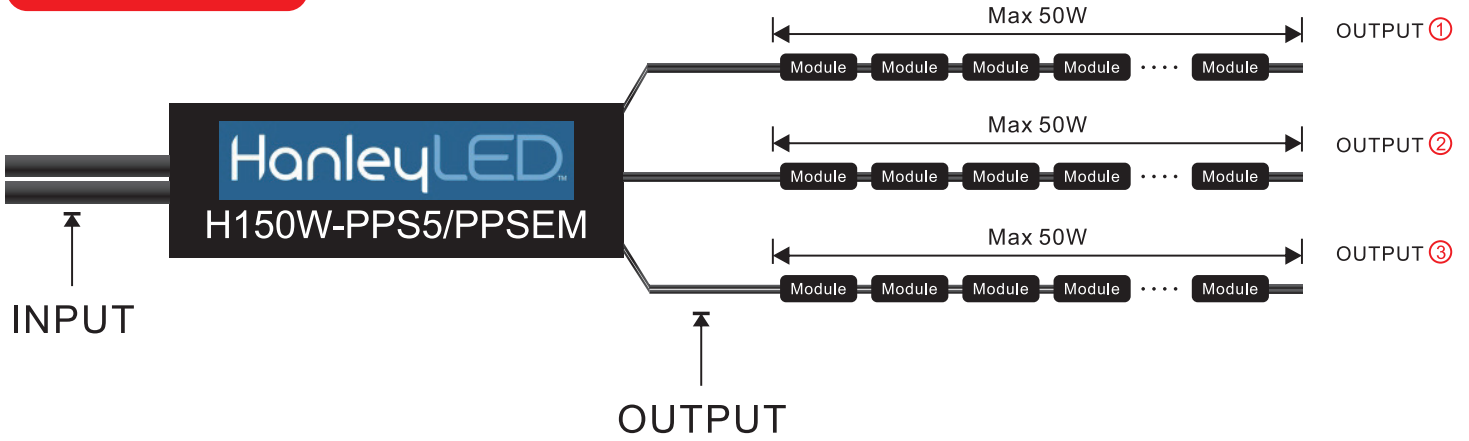 Max 50W
OUTPUT ①
Module Module Module Module ···· Module
HanleyLED™
H150W-PPS5/PPSEM
Max 50W
OUTPUT ②
Module Module Module Module ···· Module
Max 50W
OUTPUT ③
Module Module Module Module ···· Module
INPUT
OUTPUT